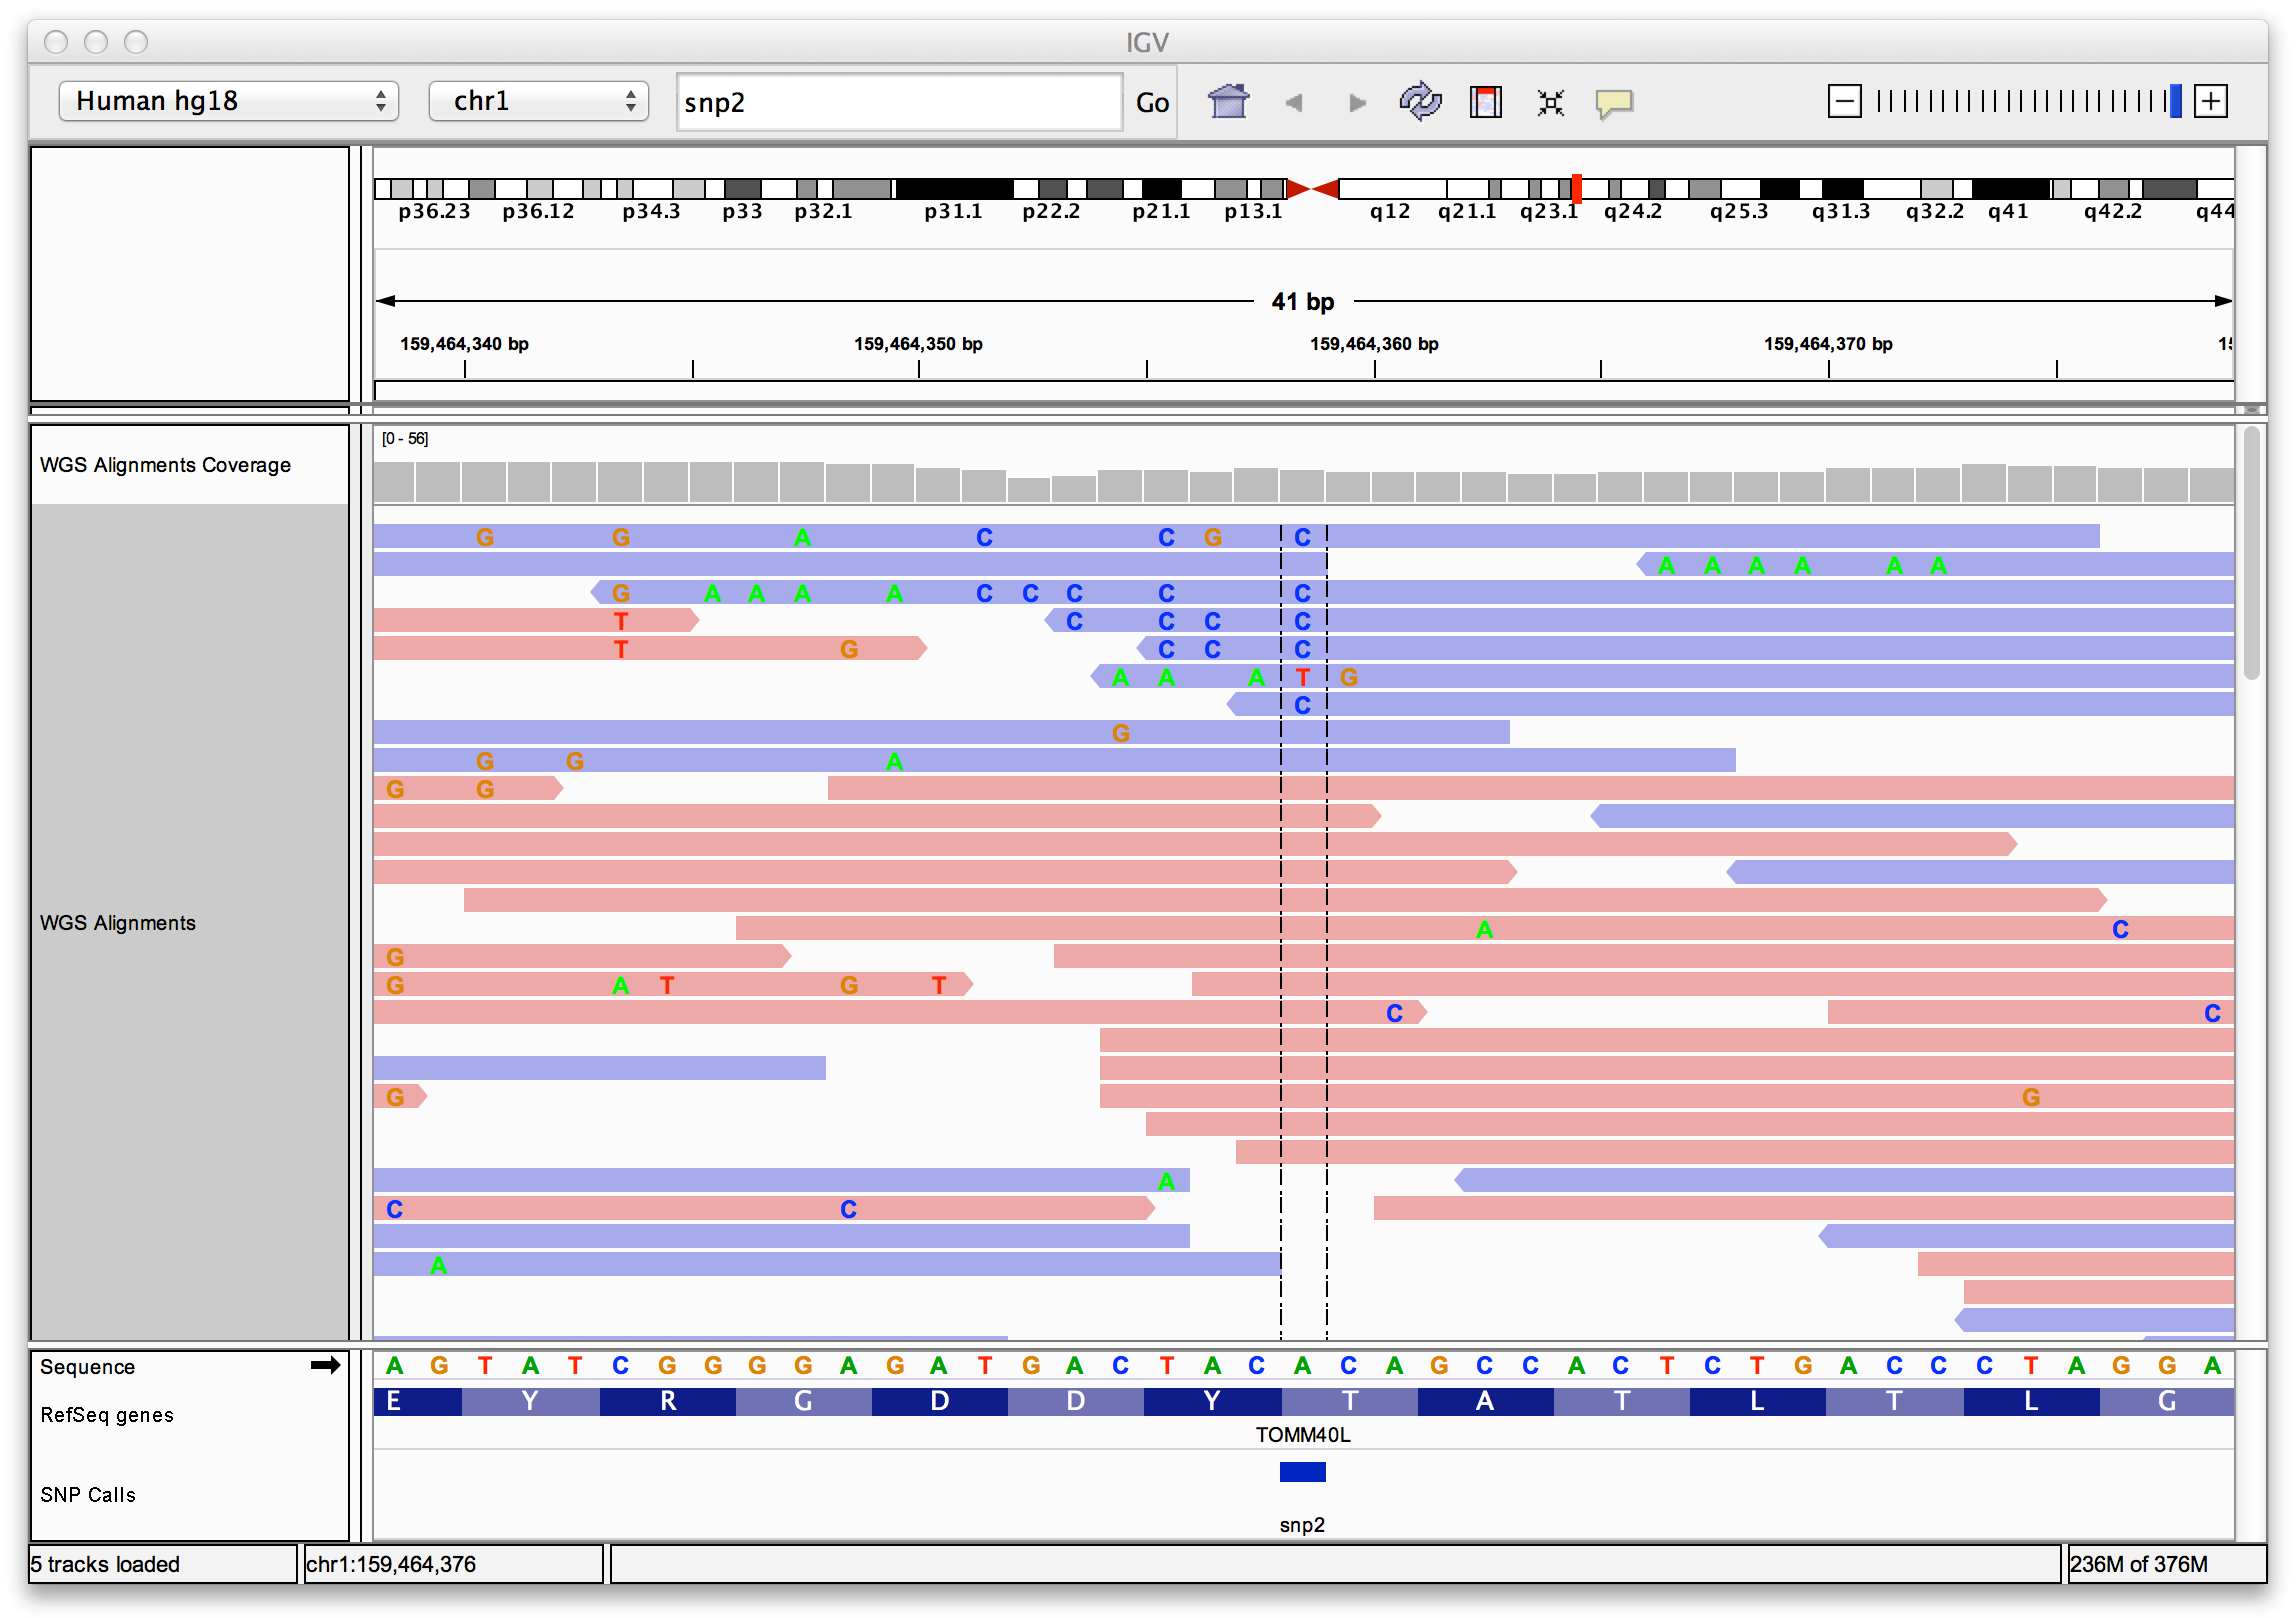 IGV
Human hg18 chr1 snp2 Go
p36.23 p36.12 p34.3 p33 p32.1 p31.1 p22.2 p21.1 p13.1 q12 q21.1 q23.1 q24.2 q25.3 q31.3 q32.2 q41 q42.2 q44
41 bp
159,464,340 bp 159,464,350 bp 159,464,360 bp 159,464,370 bp 15
[0 - 56]
WGS Alignments Coverage
G G A C C G C
A A A A A A
G A A A A C C C C C
T C C C C
T G C C C
A A A T G
C
G
G G A
G G
WGS Alignments
A C
G
G A T G T
C C
G G
A
C C
A
Sequence A G T A T C G G G G A G A T G A C T A C A C A G C C A C T C T G A C C C T A G G A
RefSeq genes E Y R G D D Y T A T L T L G
TOMM40L
SNP Calls
snp2
5 tracks loaded chr1:159,464,376 236M of 376M